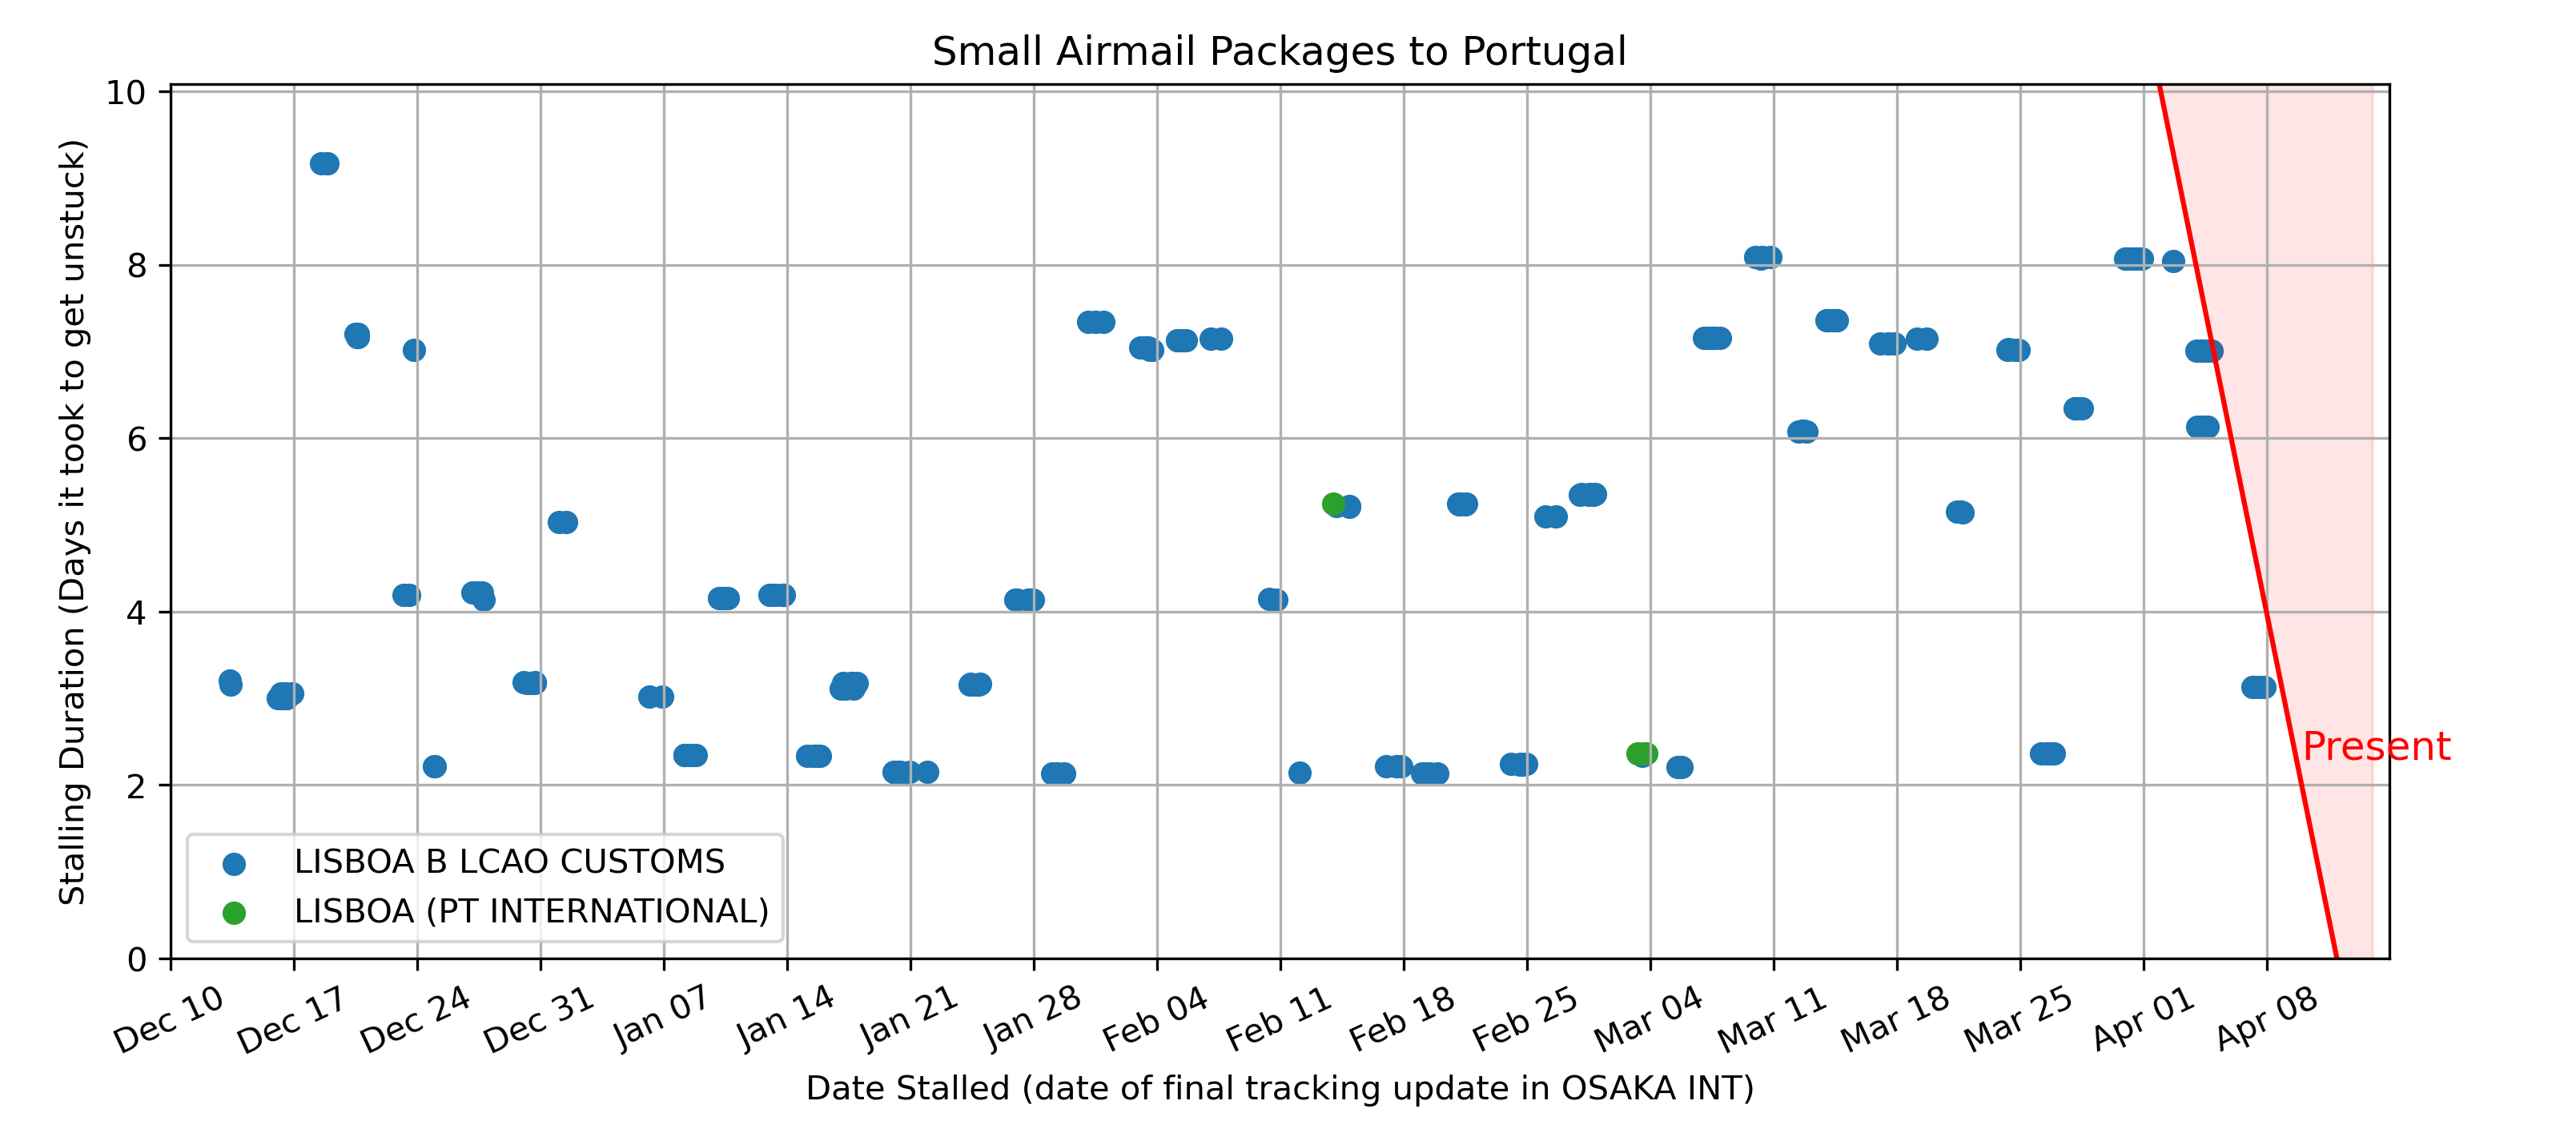 Small Airmail Packages to Portugal
Stalling Duration (Days it took to get unstuck)
10
8
6
4
2
0
Present
LISBOA B LCAO CUSTOMS
LISBOA (PT INTERNATIONAL)
Dec 10
Dec 17
Dec 24
Dec 31
Jan 07
Jan 14
Jan 21
Jan 28
Feb 04
Feb 11
Feb 18
Feb 25
Mar 04
Mar 11
Mar 18
Mar 25
Apr 01
Apr 08
Date Stalled (date of final tracking update in OSAKA INT)